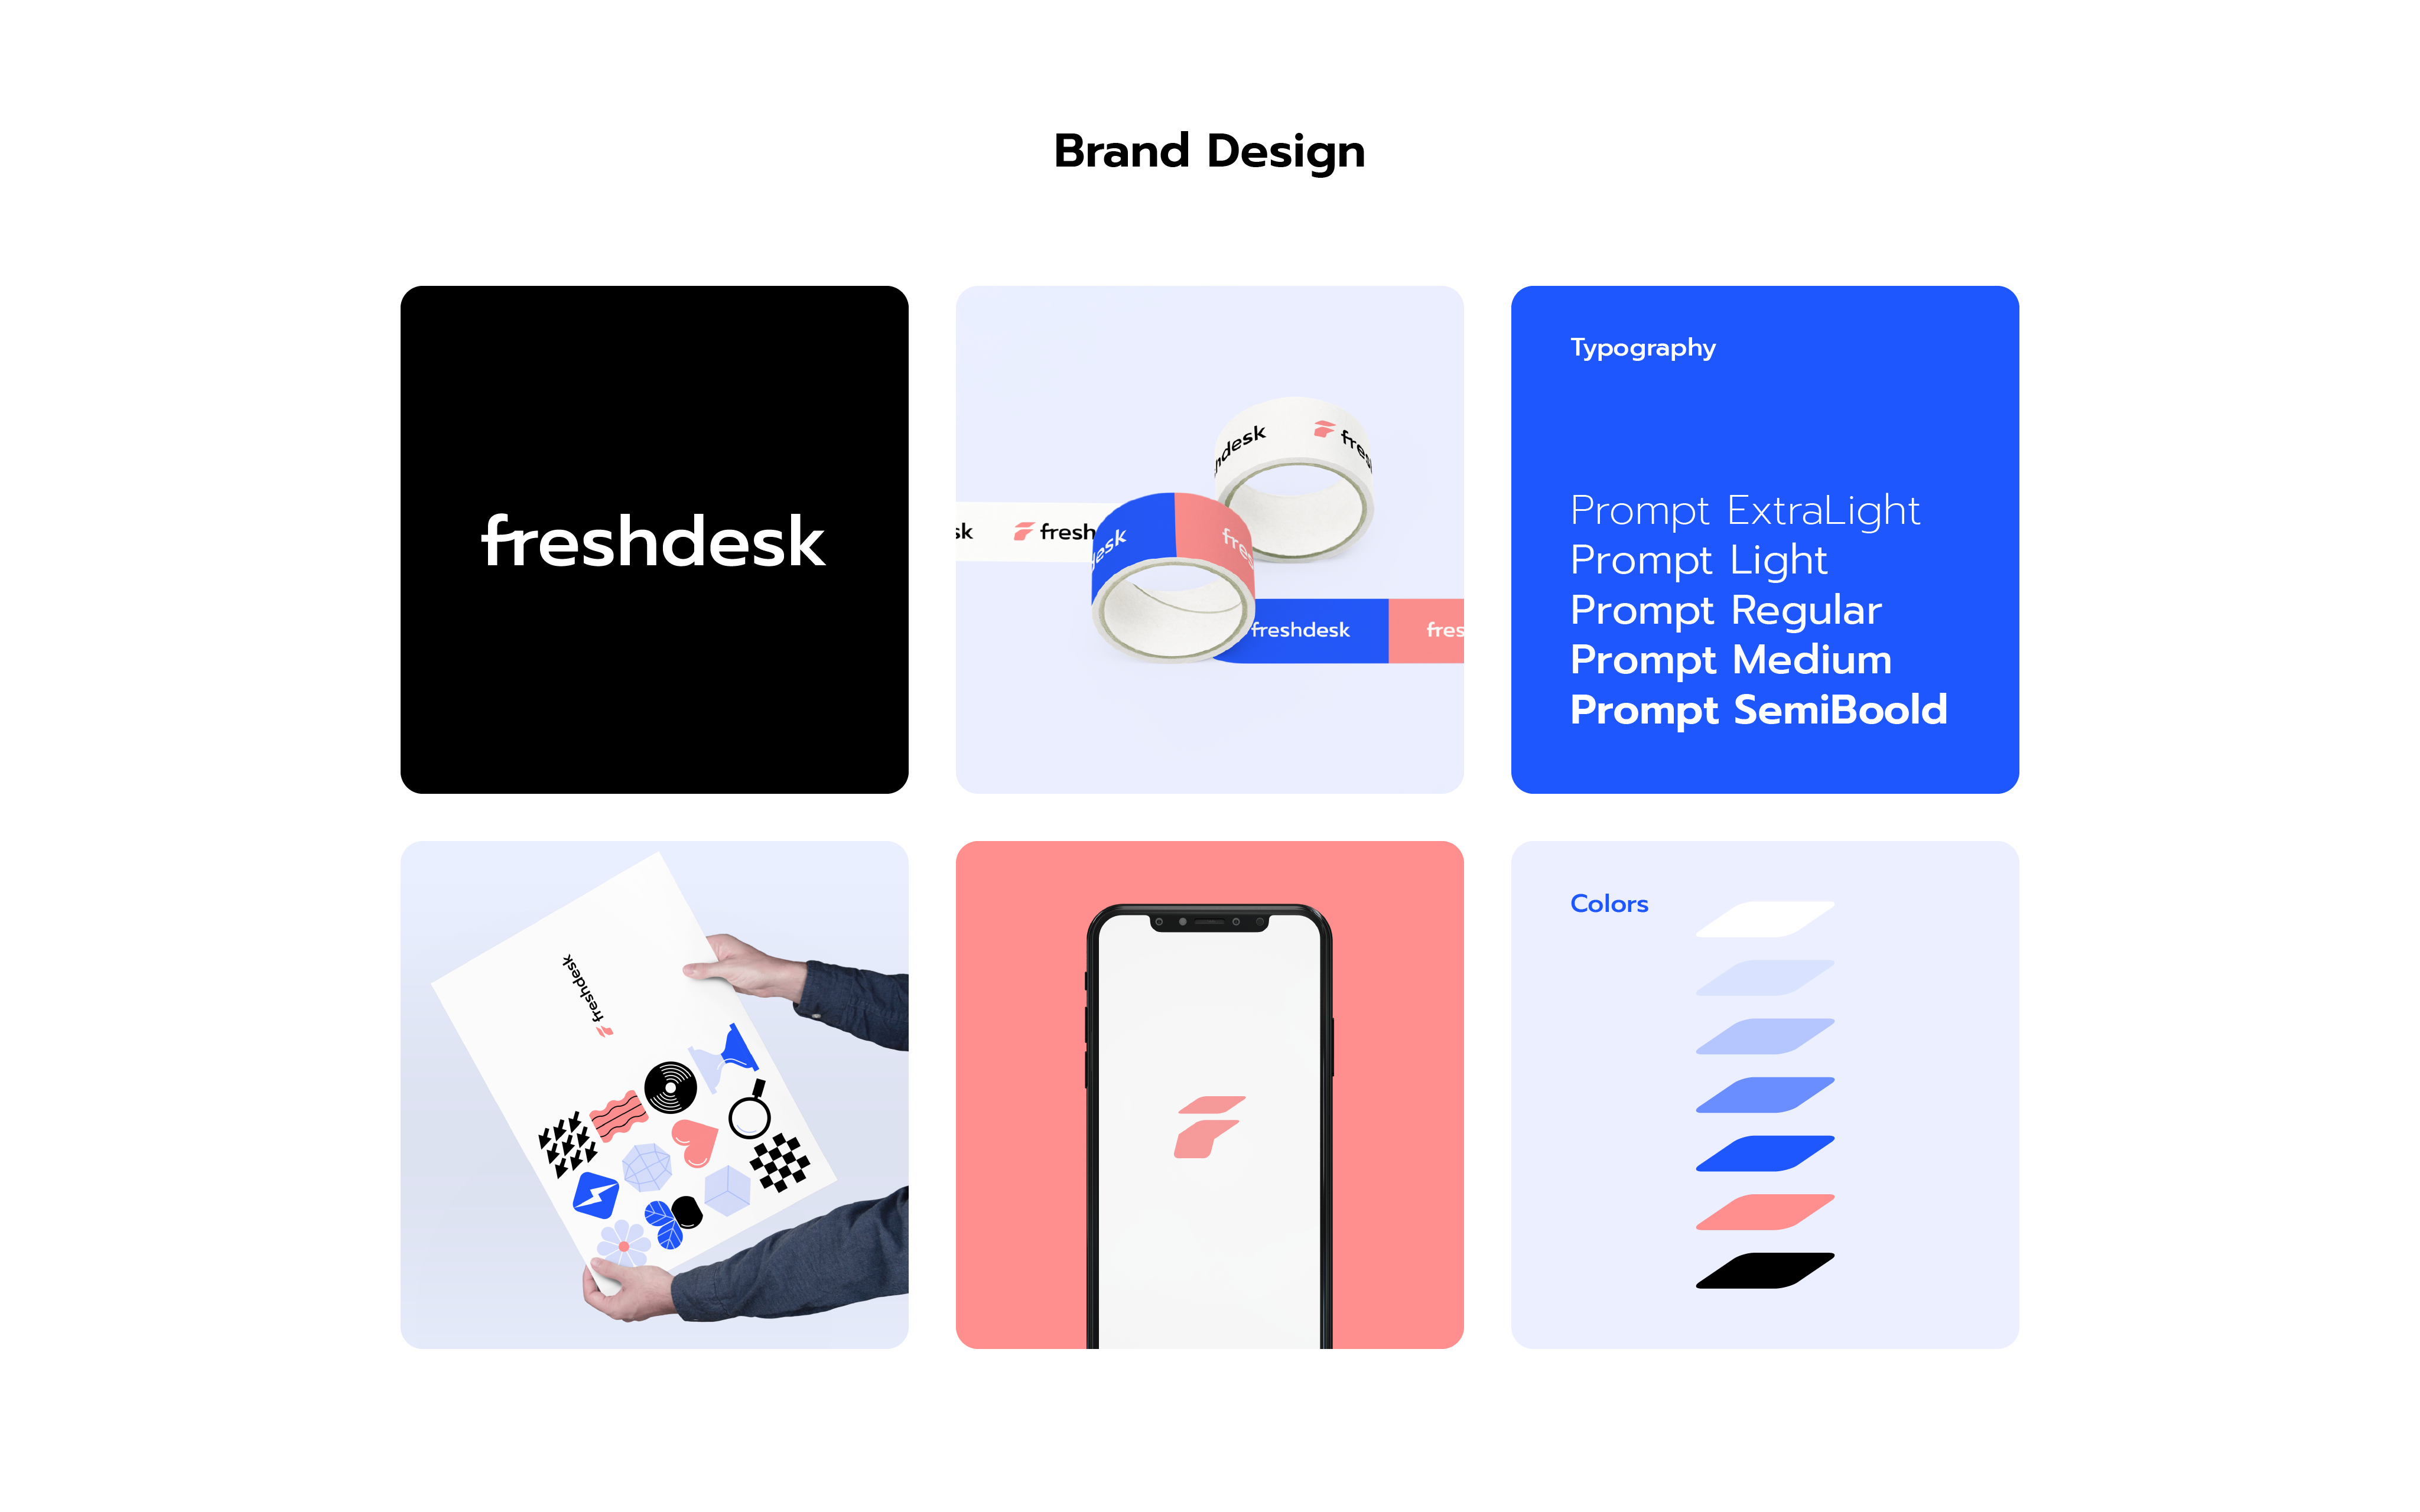 Brand Design
freshdesk
ndesk
fre
sk
fresh
desk
fre
freshdesk
fres
Typography
Prompt ExtraLight
Prompt Light
Prompt Regular
Prompt Medium
Prompt SemiBoold
freshdesk
Colors